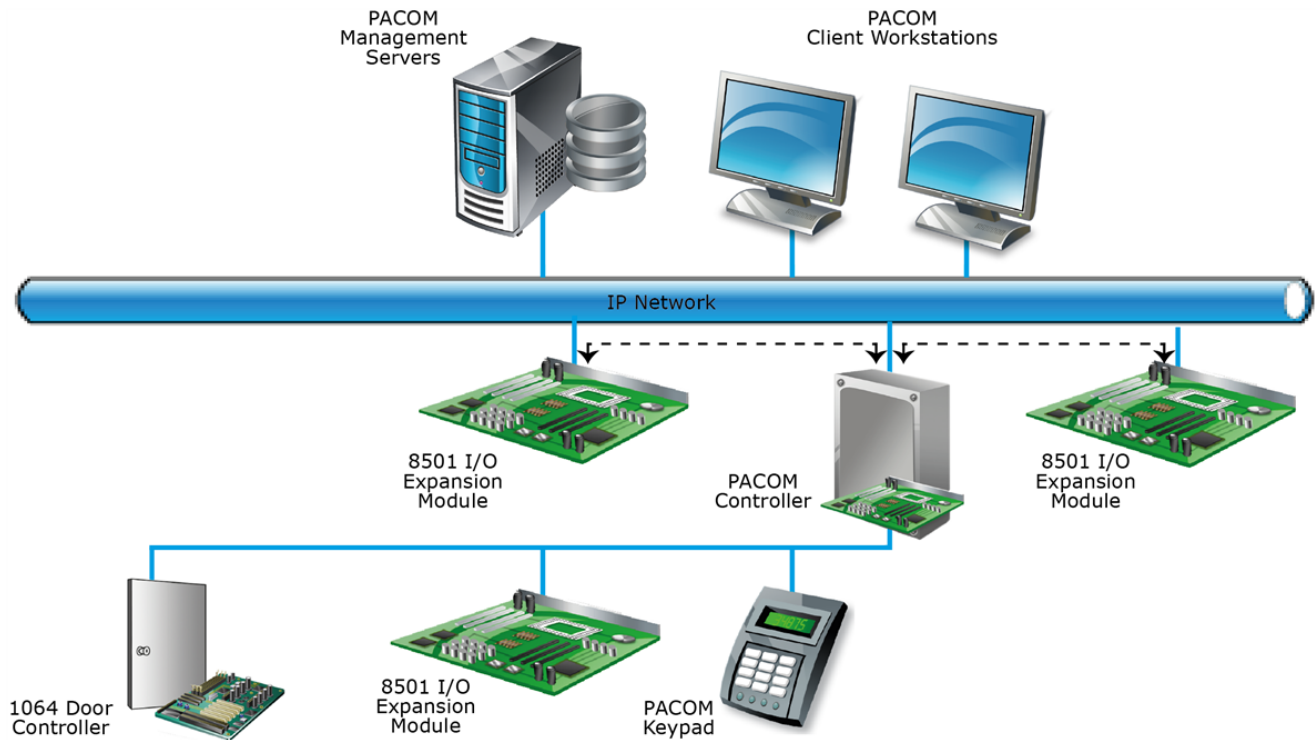 PACOM
Management
Servers
PACOM
Client Workstations
IP Network
8501 I/O
Expansion
Module
PACOM
Controller
8501 I/O
Expansion
Module
1064 Door
Controller
8501 I/O
Expansion
Module
PACOM
Keypad